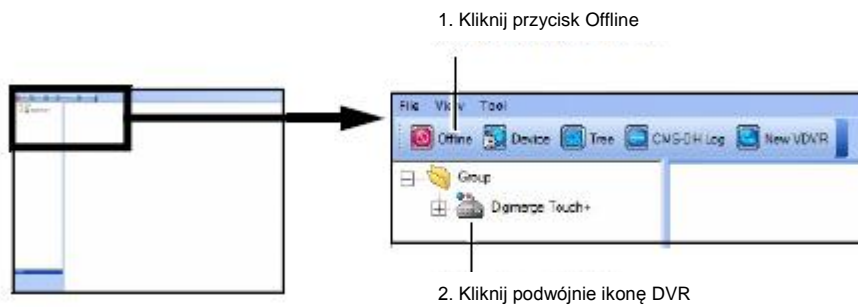 1. Kliknij przycisk Offline
File View Tool
Offline Device Tree CMS-DH Log New VDVR
Group
Digimerge Touch+
2. Kliknij podwójnie ikonę DVR